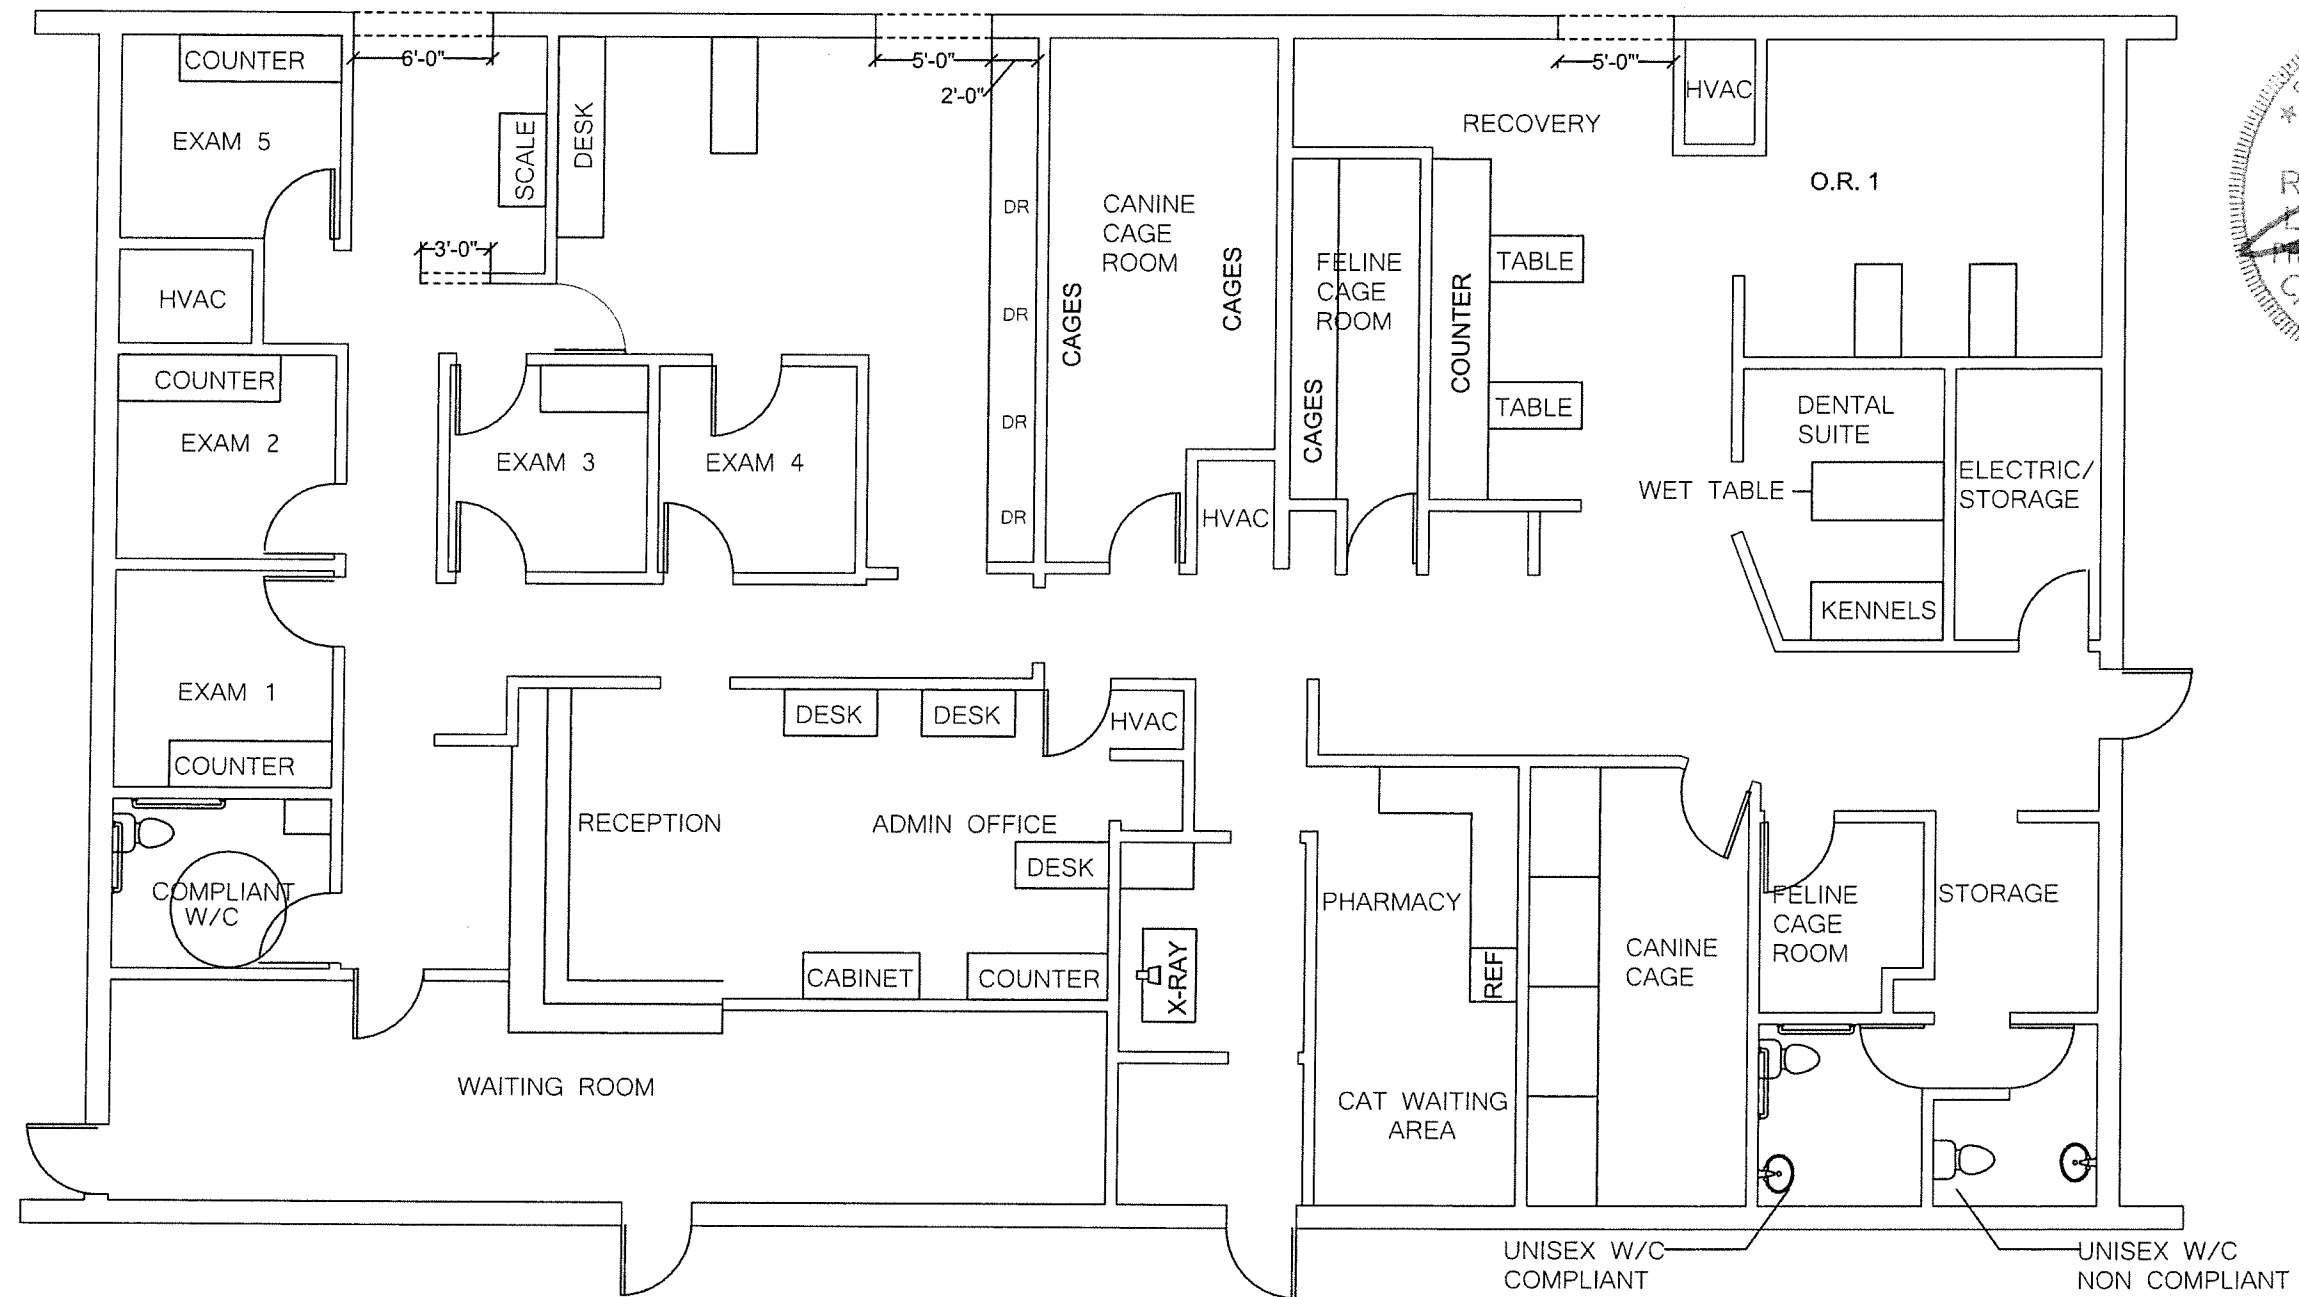 COUNTER
6'-0"
5'-0"
2'-0"
5'-0'"
HVAC
EXAM 5
SCALE
DESK
RECOVERY
O.R. 1
DR
CANINE
CAGE
ROOM
3'-0"
HVAC
CAGES
CAGES
FELINE
CAGE
ROOM
COUNTER
TABLE
DR
COUNTER
EXAM 2
EXAM 3
EXAM 4
DR
CAGES
TABLE
DENTAL
SUITE
WET TABLE
ELECTRIC/
STORAGE
DR
HVAC
KENNELS
EXAM 1
COUNTER
DESK
DESK
HVAC
RECEPTION
ADMIN OFFICE
DESK
COMPLIANT
W/C
PHARMACY
FELINE
CAGE
ROOM
STORAGE
CABINET
COUNTER
X-RAY
REF
CANINE
CAGE
WAITING ROOM
CAT WAITING
AREA
UNISEX W/C
COMPLIANT
UNISEX W/C
NON COMPLIANT